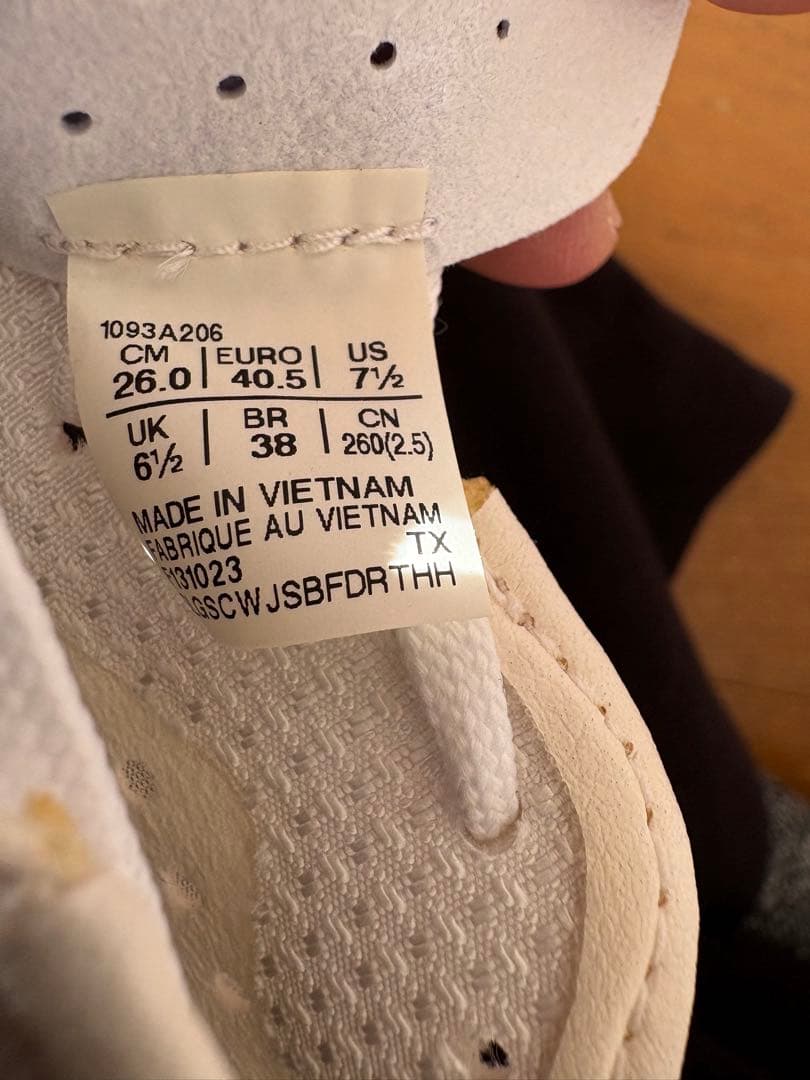 1093A206
CM | EURO | US
26.0 | 40.5 | 7½
UK | BR | CN
6½ | 38 | 260(2.5)
MADE IN VIETNAM
FABRIQUE AU VIETNAM
TX